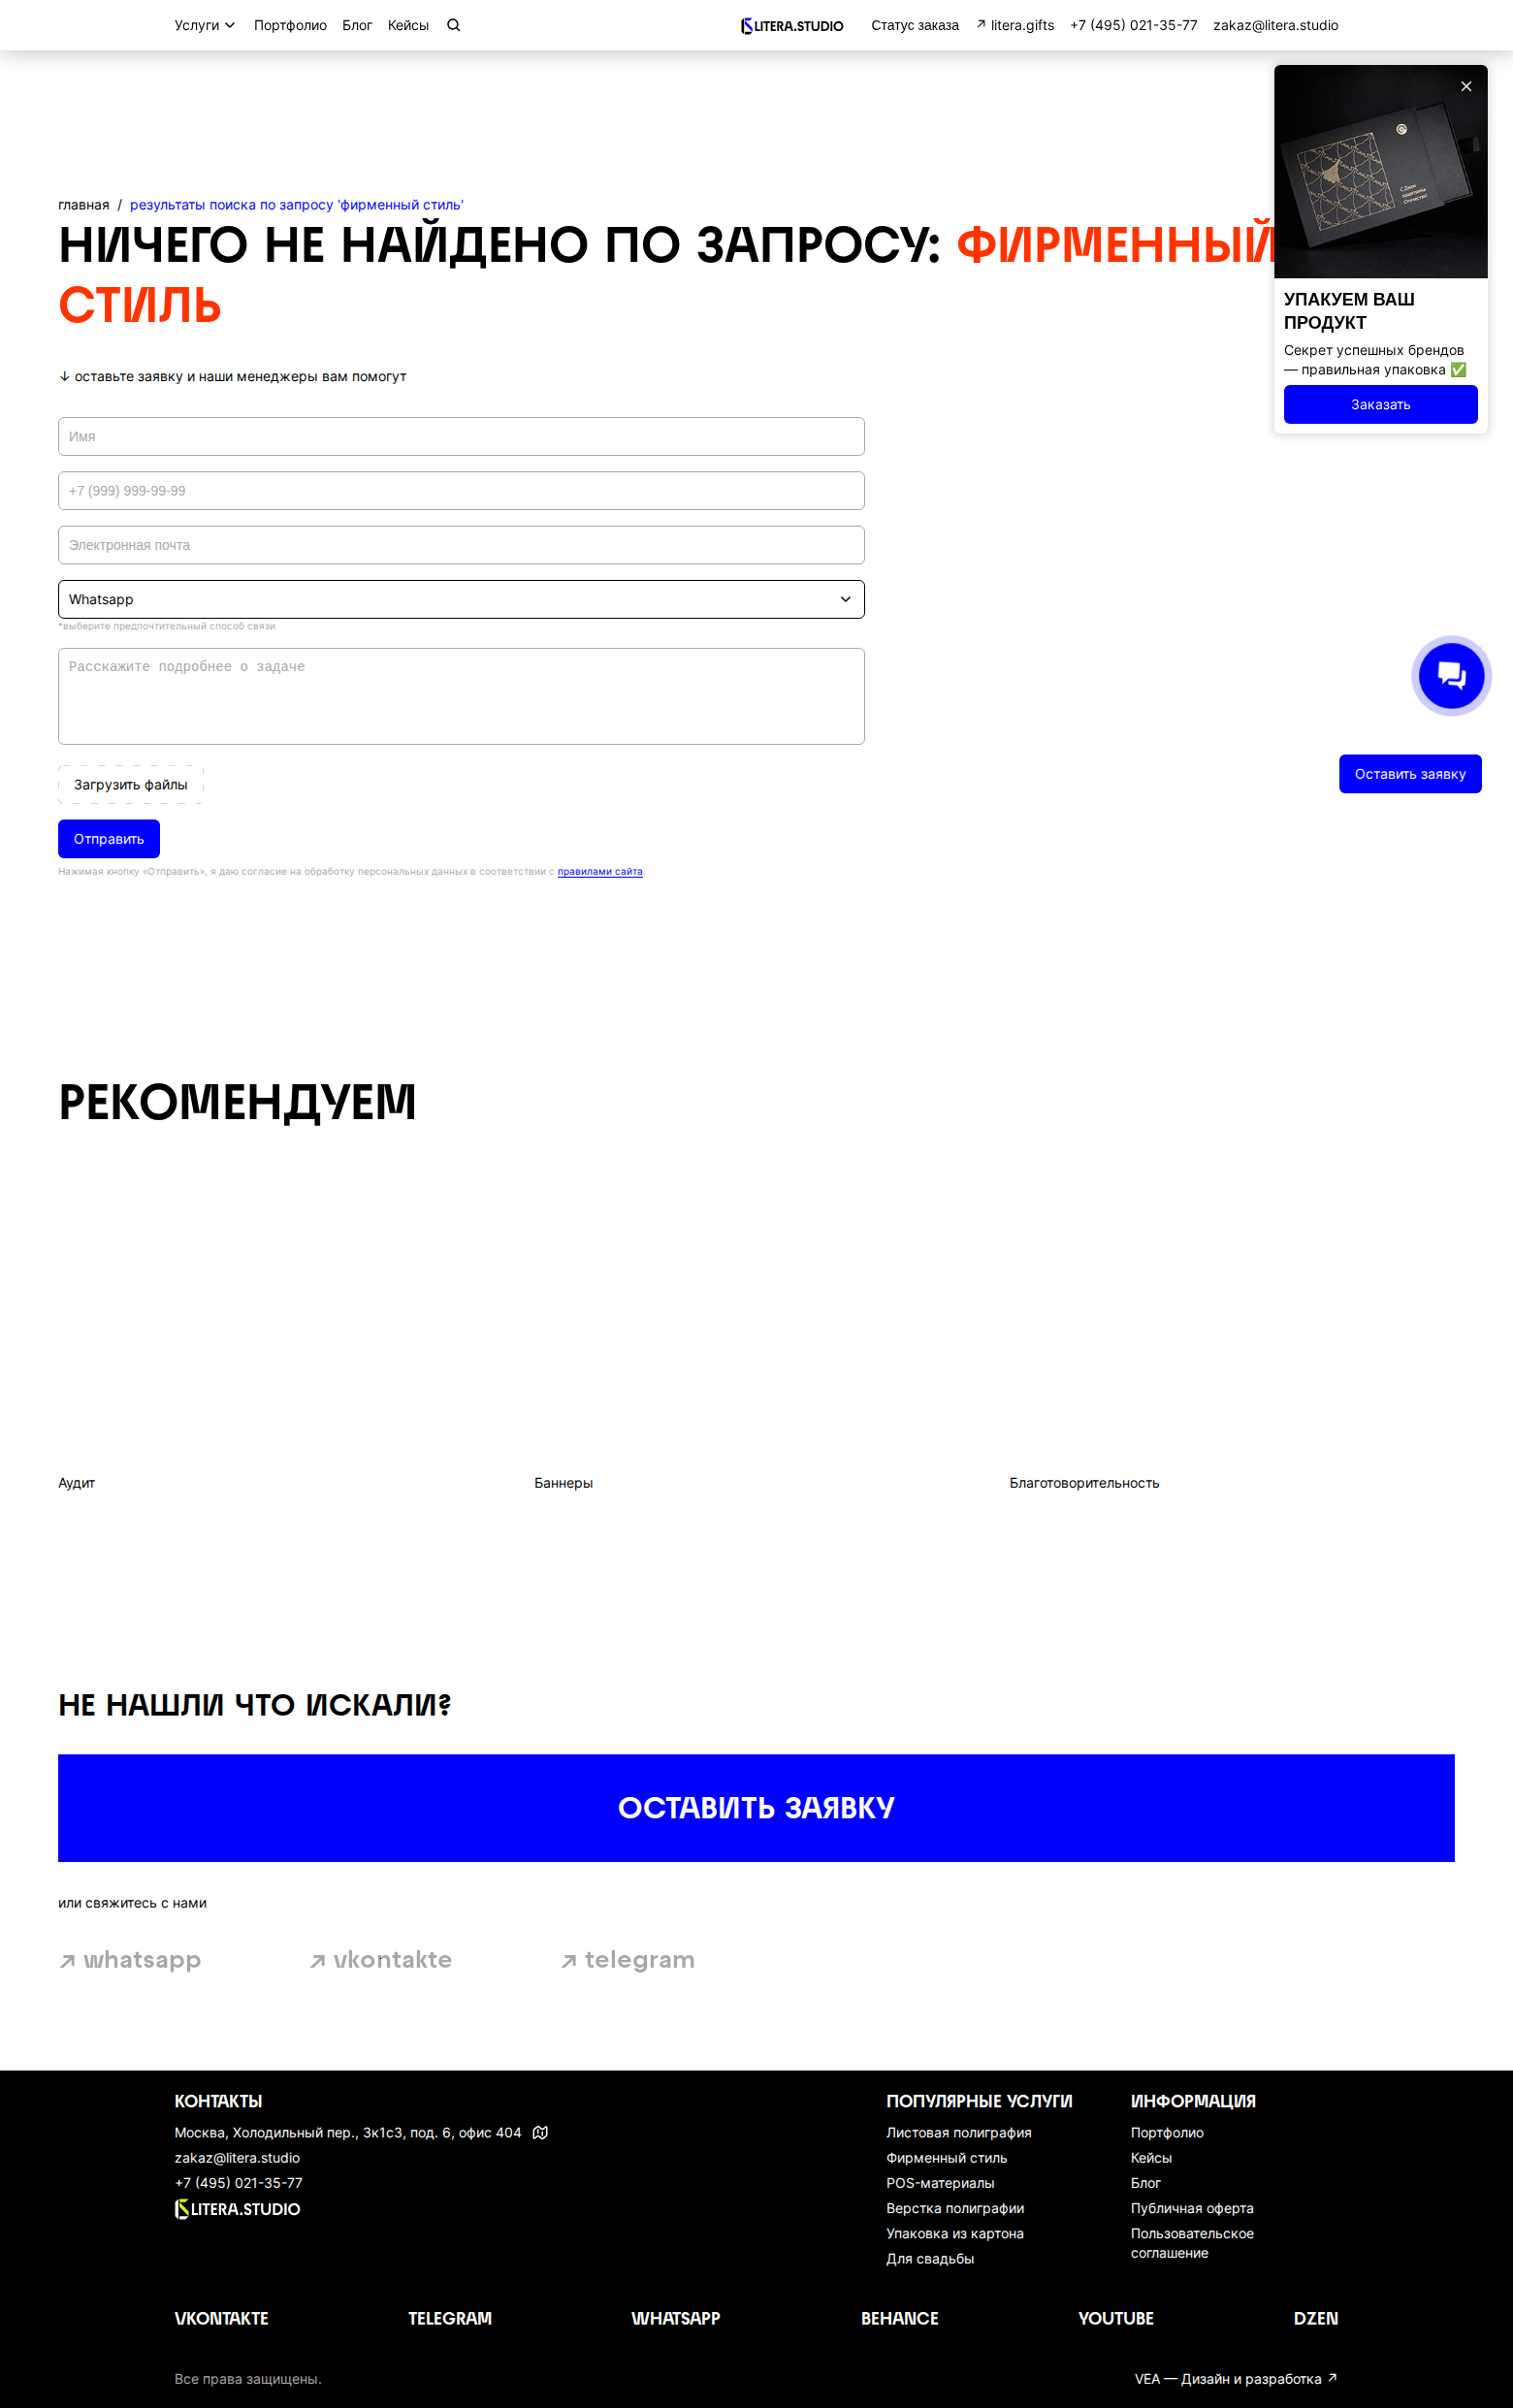 Услуги
Портфолио
Блог
Кейсы
LITERA.STUDIO
Статус заказа
↗ litera.gifts
+7 (495) 021-35-77
zakaz@litera.studio
главная / результаты поиска по запросу 'фирменный стиль'
НИЧЕГО НЕ НАЙДЕНО ПО ЗАПРОСУ: ФИРМЕННЫЙ
СТИЛЬ
↓ оставьте заявку и наши менеджеры вам помогут
Имя
+7 (999) 999-99-99
Электронная почта
Whatsapp
*выберите предпочтительный способ связи
Расскажите подробнее о задаче
Загрузить файлы
Отправить
Нажимая кнопку «Отправить», я даю согласие на обработку персональных данных в соответствии с правилами сайта.
С Днем
защитника
Отечества!
УПАКУЕМ ВАШ
ПРОДУКТ
Секрет успешных брендов
— правильная упаковка ✅
Заказать
Оставить заявку
РЕКОМЕНДУЕМ
Аудит
Баннеры
Благотоворительность
НЕ НАШЛИ ЧТО ИСКАЛИ?
ОСТАВИТЬ ЗАЯВКУ
или свяжитесь с нами
↗ whatsapp
↗ vkontakte
↗ telegram
КОНТАКТЫ
Москва, Холодильный пер., 3к1с3, под. 6, офис 404
zakaz@litera.studio
+7 (495) 021-35-77
LITERA.STUDIO
ПОПУЛЯРНЫЕ УСЛУГИ
Листовая полиграфия
Фирменный стиль
POS-материалы
Верстка полиграфии
Упаковка из картона
Для свадьбы
ИНФОРМАЦИЯ
Портфолио
Кейсы
Блог
Публичная оферта
Пользовательское
соглашение
VKONTAKTE
TELEGRAM
WHATSAPP
BEHANCE
YOUTUBE
DZEN
Все права защищены.
VEA — Дизайн и разработка ↗